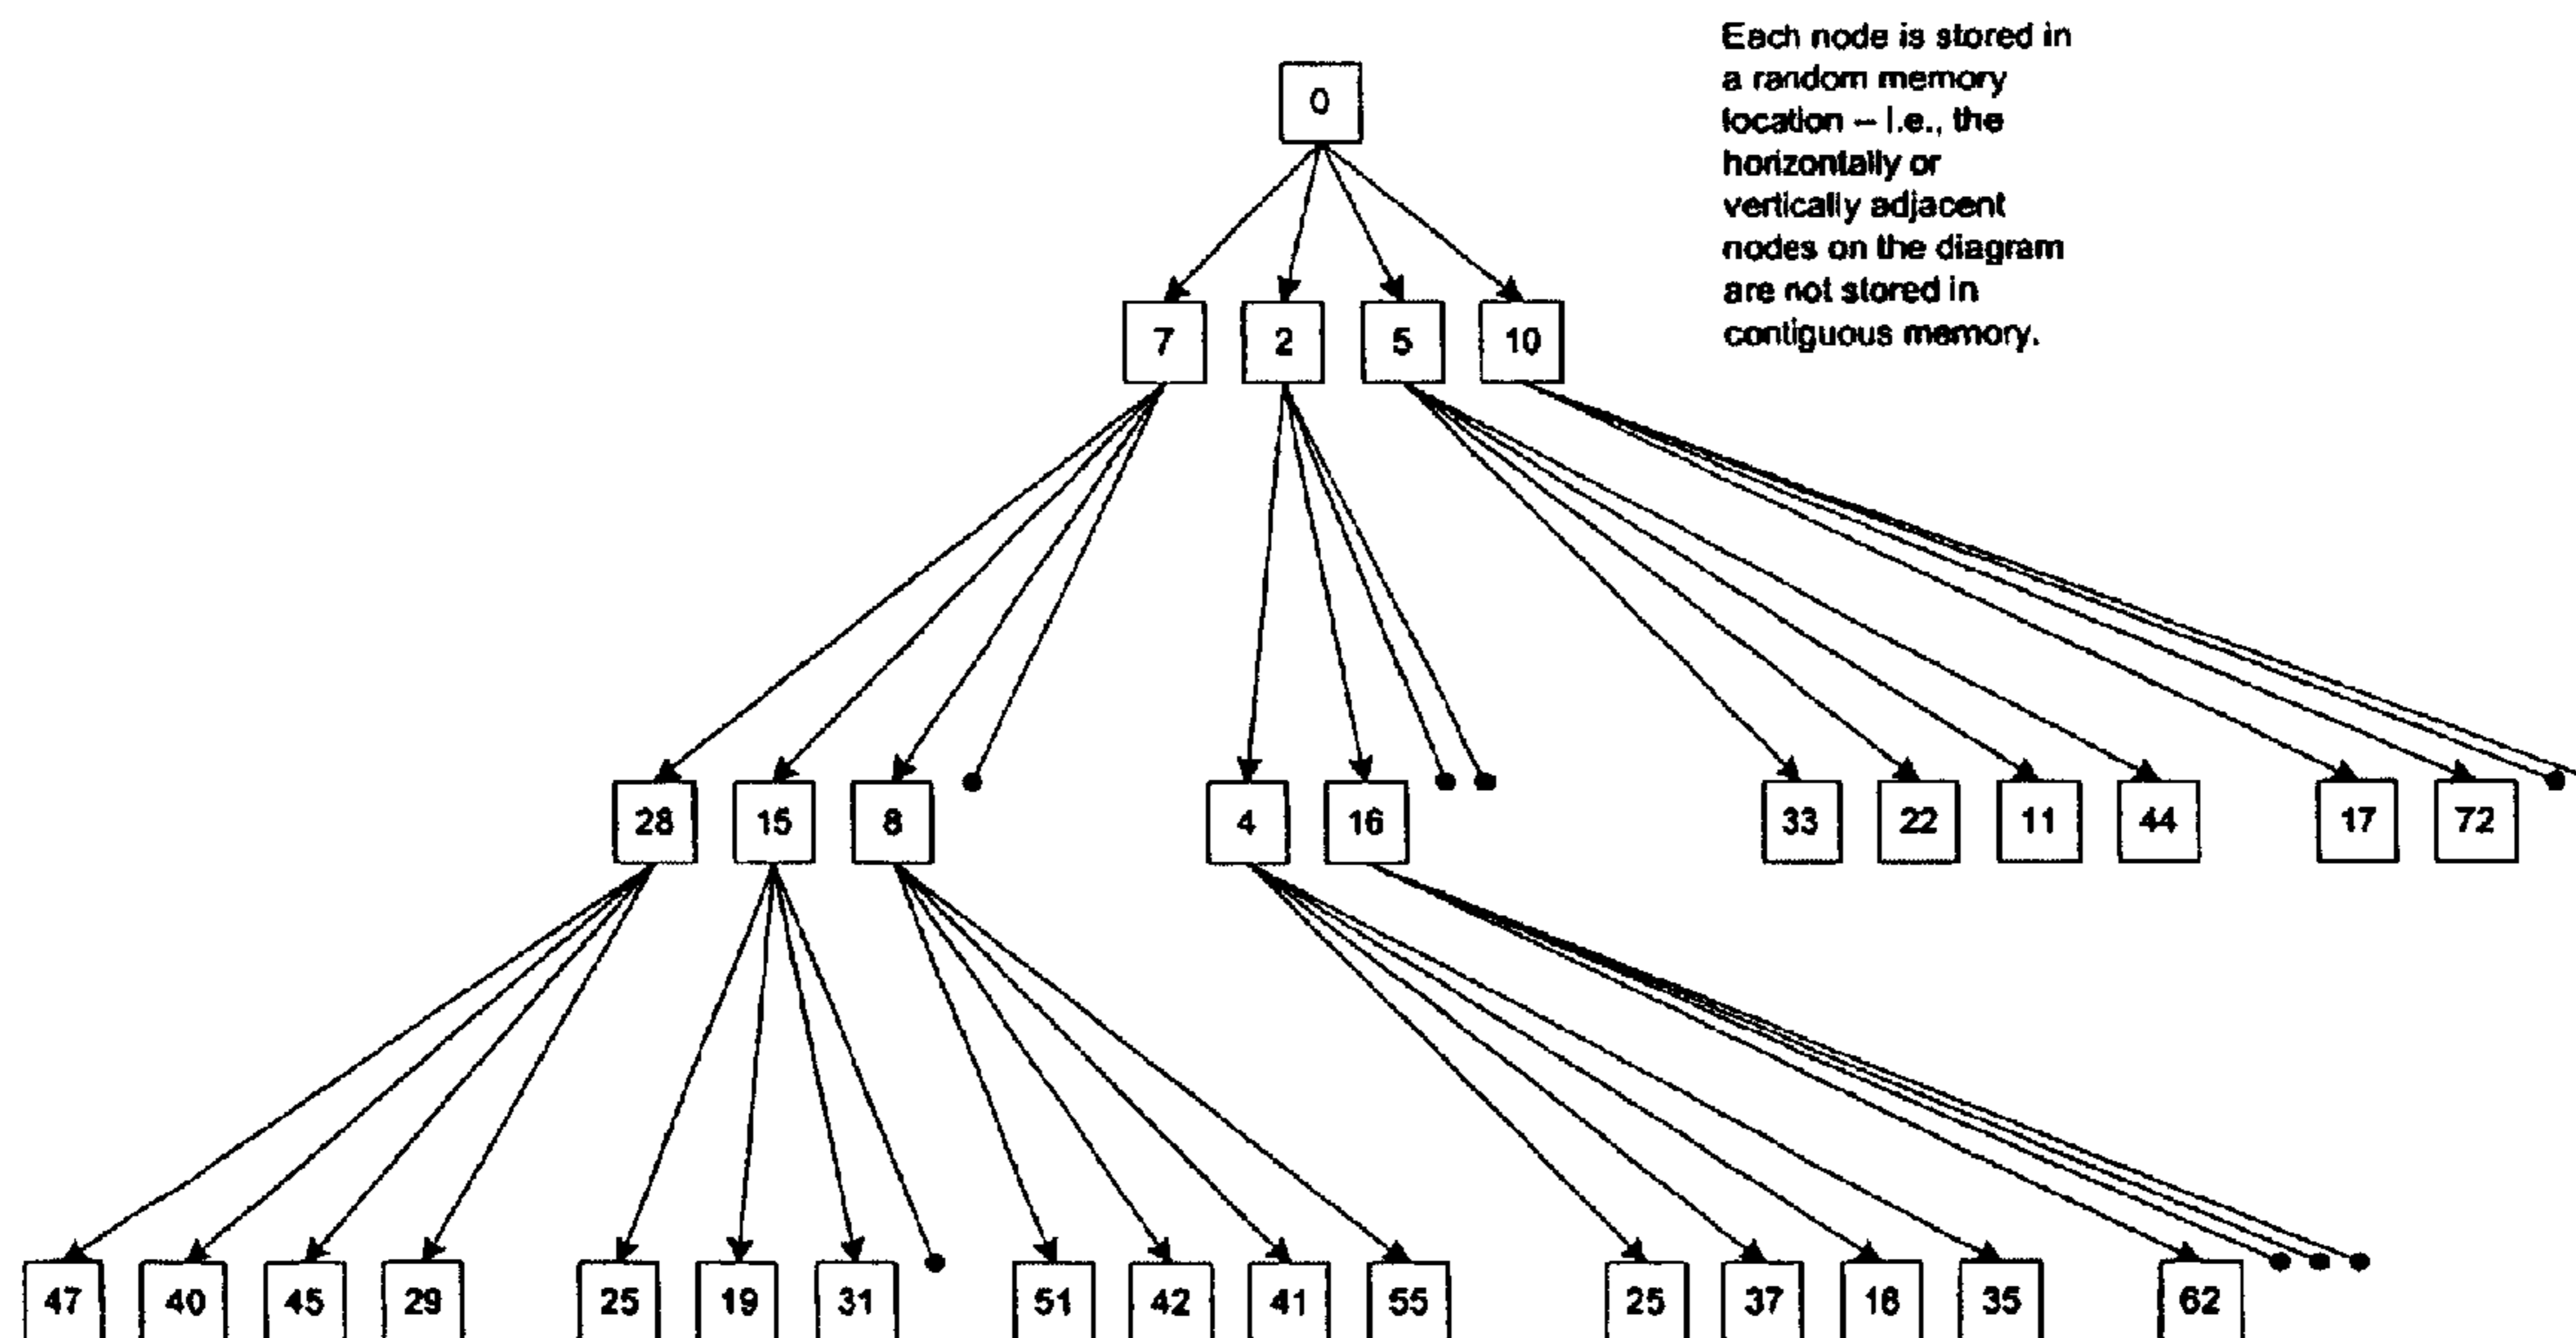 Each node is stored in
a random memory
location – I.e., the
horizontally or
vertically adjacent
nodes on the diagram
are not stored in
contiguous memory.
0
7 2 5 10
28 15 8 4 16 33 22 11 44 17 72
47 40 45 29 25 19 31 51 42 41 55 25 37 18 35 62